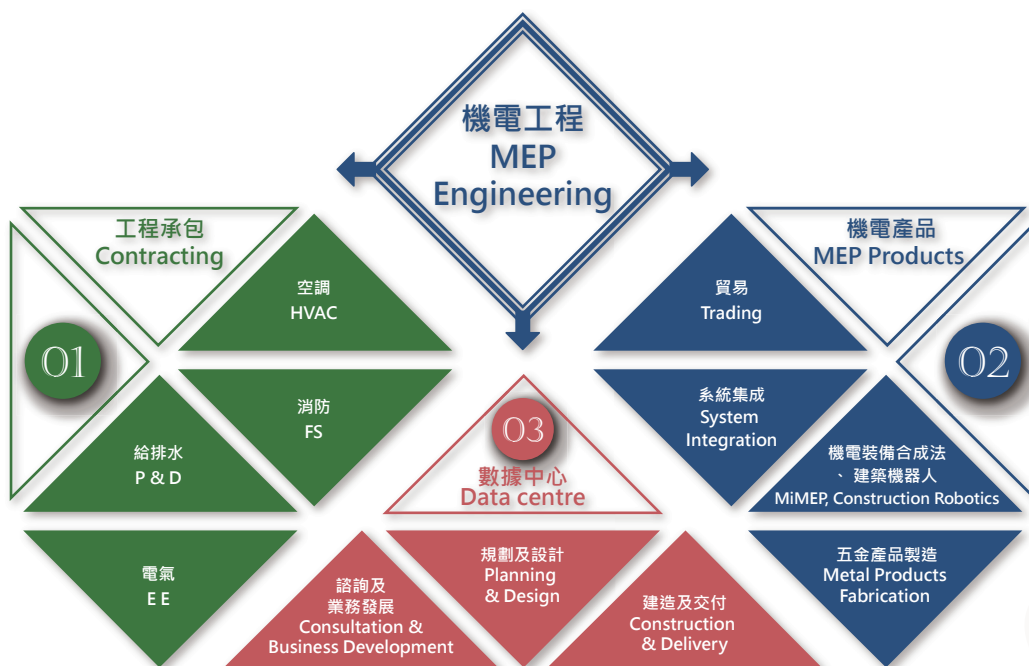 機電工程
MEP
Engineering
工程承包
Contracting
01
空調
HVAC
消防
FS
給排水
P & D
電氣
E E
機電產品
MEP Products
02
貿易
Trading
系統集成
System
Integration
機電裝備合成法
、 建築機器人
MiMEP, Construction Robotics
五金產品製造
Metal Products
Fabrication
03
數據中心
Data centre
諮詢及
業務發展
Consultation &
Business Development
規劃及設計
Planning
& Design
建造及交付
Construction
& Delivery